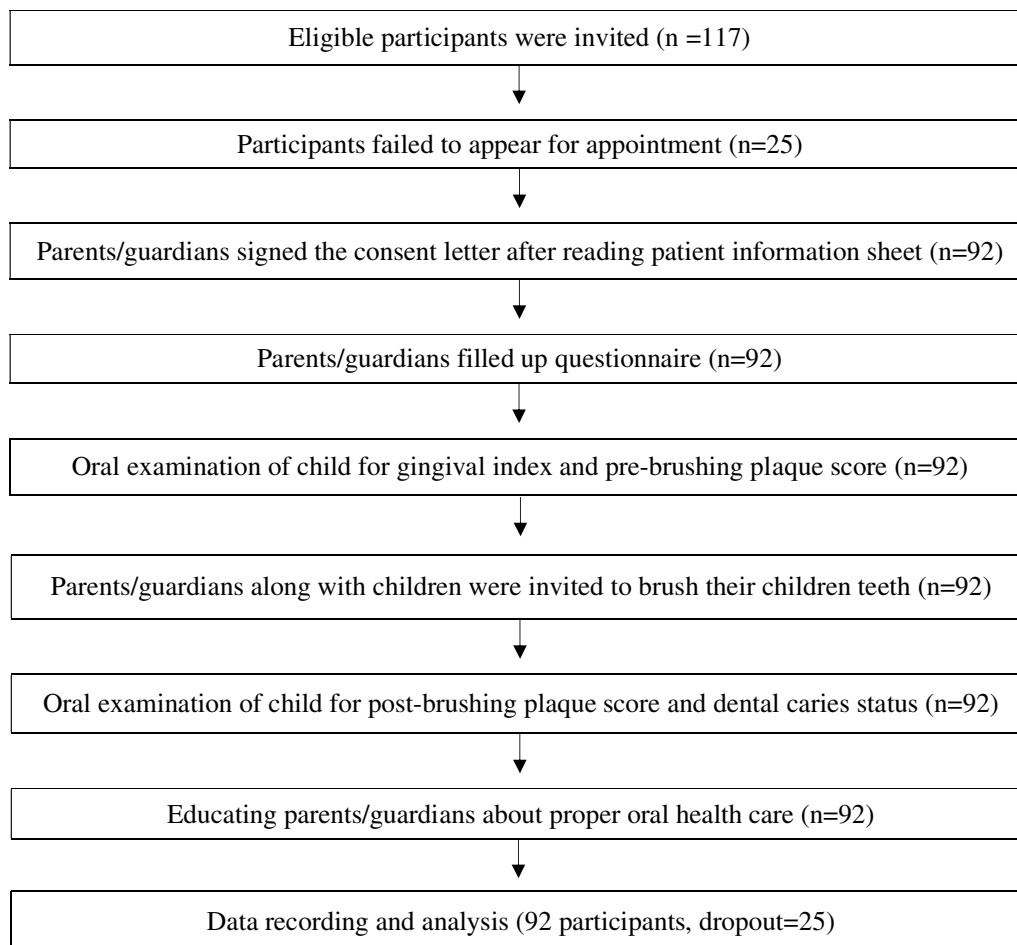 Eligible participants were invited (n =117)
Participants failed to appear for appointment (n=25)
Parents/guardians signed the consent letter after reading patient information sheet (n=92)
Parents/guardians filled up questionnaire (n=92)
Oral examination of child for gingival index and pre-brushing plaque score (n=92)
Parents/guardians along with children were invited to brush their children teeth (n=92)
Oral examination of child for post-brushing plaque score and dental caries status (n=92)
Educating parents/guardians about proper oral health care (n=92)
Data recording and analysis (92 participants, dropout=25)